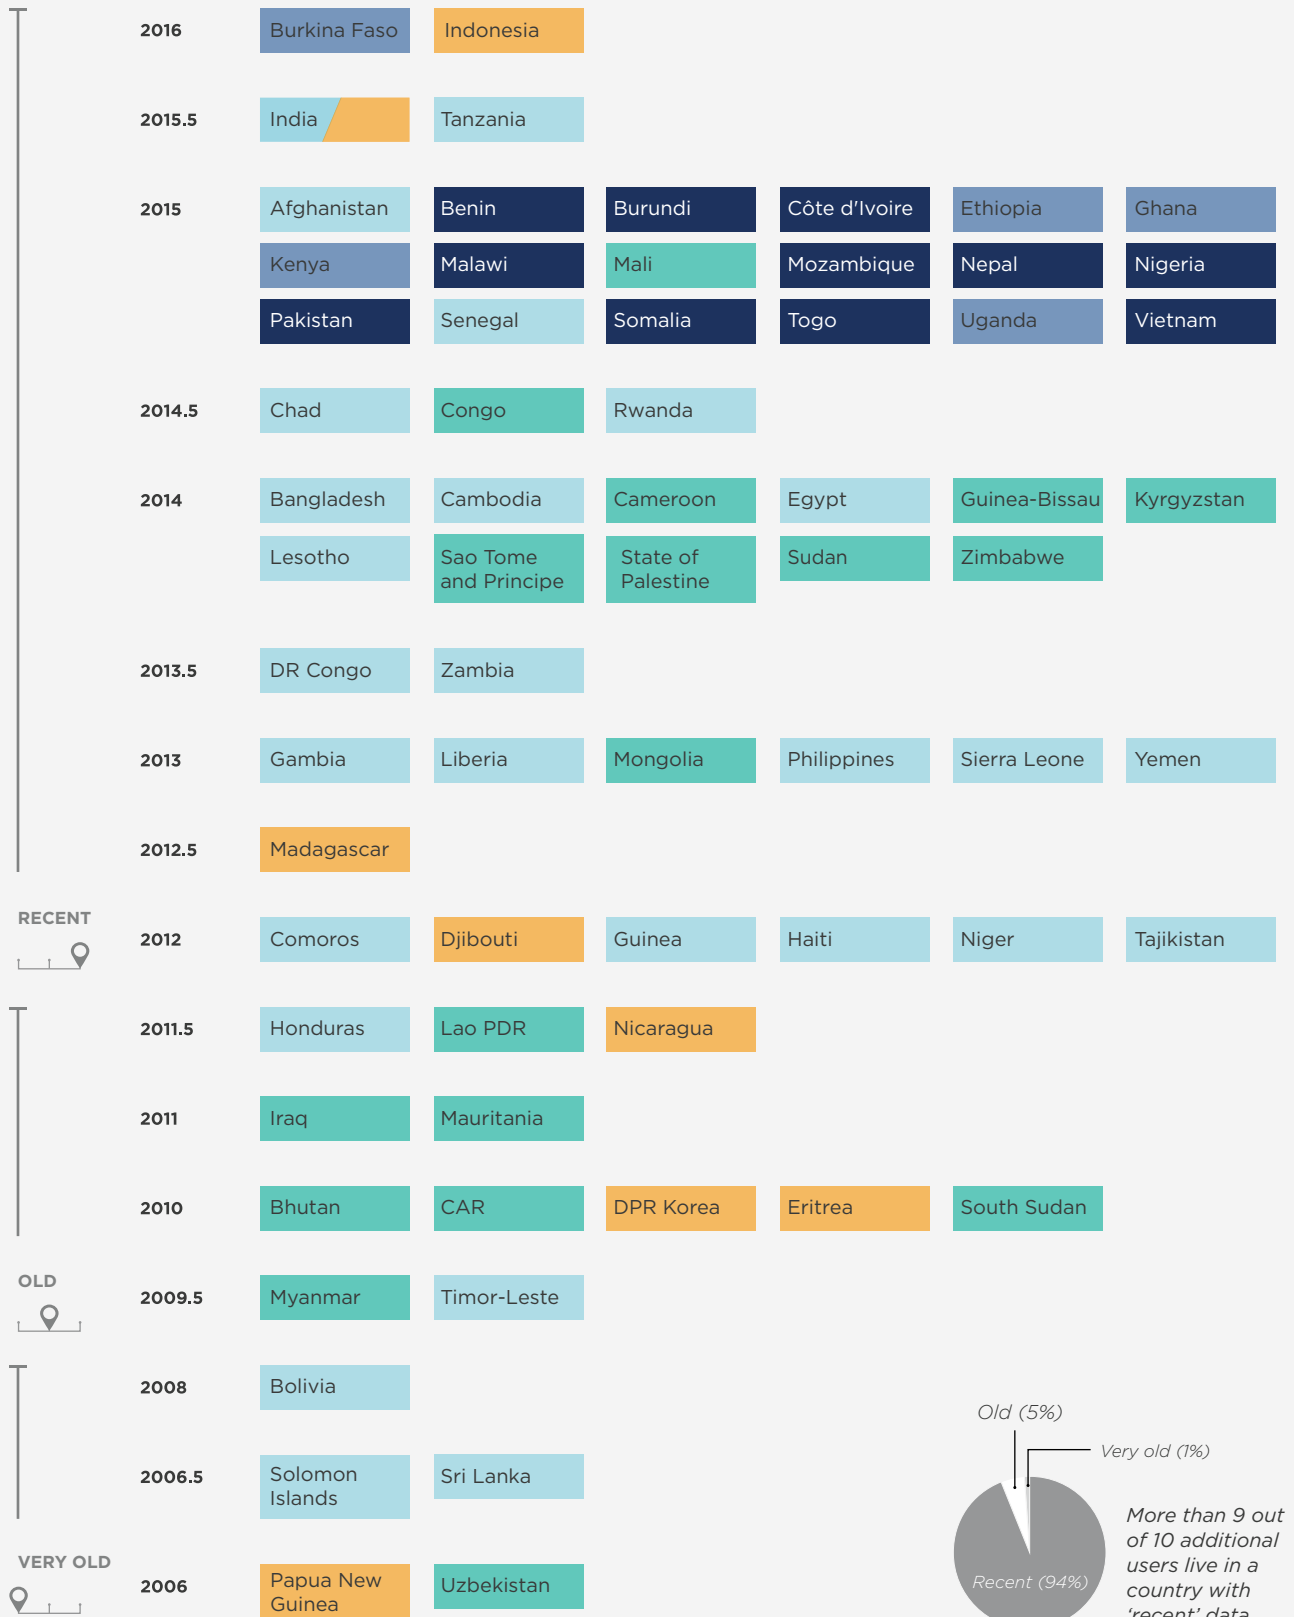 2016
Burkina Faso
Indonesia
2015.5
India
Tanzania
2015
Afghanistan
Benin
Burundi
Côte d'Ivoire
Ethiopia
Ghana
Kenya
Malawi
Mali
Mozambique
Nepal
Nigeria
Pakistan
Senegal
Somalia
Togo
Uganda
Vietnam
2014.5
Chad
Congo
Rwanda
2014
Bangladesh
Cambodia
Cameroon
Egypt
Guinea-Bissau
Kyrgyzstan
Lesotho
Sao Tome
and Principe
State of
Palestine
Sudan
Zimbabwe
2013.5
DR Congo
Zambia
2013
Gambia
Liberia
Mongolia
Philippines
Sierra Leone
Yemen
2012.5
Madagascar
RECENT
2012
Comoros
Djibouti
Guinea
Haiti
Niger
Tajikistan
2011.5
Honduras
Lao PDR
Nicaragua
2011
Iraq
Mauritania
2010
Bhutan
CAR
DPR Korea
Eritrea
South Sudan
OLD
2009.5
Myanmar
Timor-Leste
2008
Bolivia
2006.5
Solomon
Islands
Sri Lanka
VERY OLD
2006
Papua New
Guinea
Uzbekistan
Old (5%)
Very old (1%)
Recent (94%)
More than 9 out
of 10 additional
users live in a
country with
'recent' data